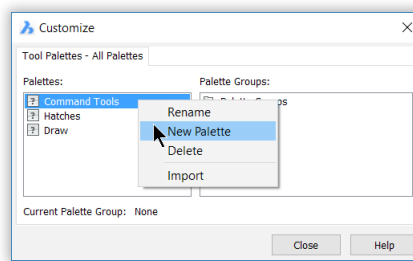 Customize
Tool Palettes - All Palettes
Palettes:
Palette Groups:
Command Tools
Hatches
Draw
Rename
New Palette
Delete
Import
Current Palette Group: None
Close
Help